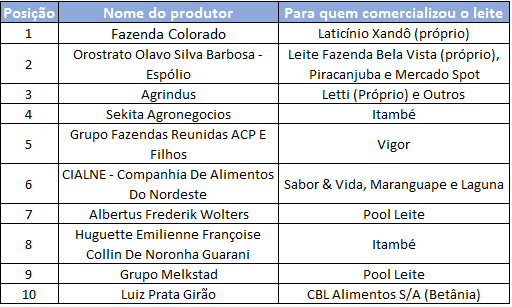 Posição Nome do produtor Para quem comercializou o leite
1 Fazenda Colorado Laticínio Xandô (próprio)
2 Orostrato Olavo Silva Barbosa - Espólio Leite Fazenda Bela Vista (próprio), Piracanjuba e Mercado Spot
3 Agrindus Letti (Próprio) e Outros
4 Sekita Agronegocios Itambé
5 Grupo Fazendas Reunidas ACP E Filhos Vigor
6 CIALNE - Companhia De Alimentos Do Nordeste Sabor & Vida, Maranguape e Laguna
7 Albertus Frederik Wolters Pool Leite
8 Huguette Emilienne Françoise Collin De Noronha Guarani Itambé
9 Grupo Melkstad Pool Leite
10 Luiz Prata Girão CBL Alimentos S/A (Betânia)